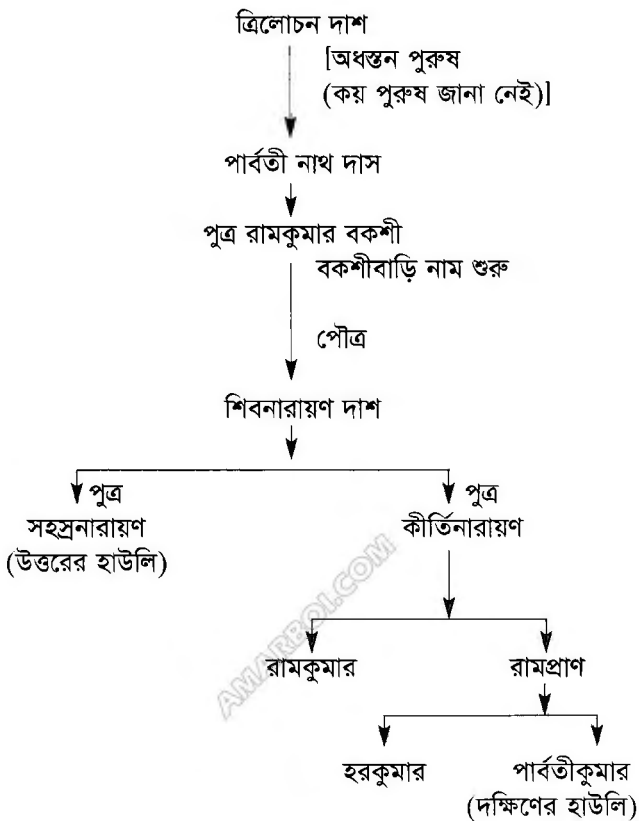 ত্রিলোচন দাশ
[অধস্তন পুরুষ
(কয় পুরুষ জানা নেই)]
পার্বতী নাথ দাস
পুত্র রামকুমার বকশী
বকশীবাড়ি নাম শুরু
পৌত্র
শিবনারায়ণ দাশ
পুত্র পুত্র
সহস্রনারায়ণ কীর্তিনারায়ণ
(উত্তরের হাউলি)
রামকুমার রামপ্রাণ
হরকুমার পার্বতীকুমার
(দক্ষিণের হাউলি)
AMARBOI.COM